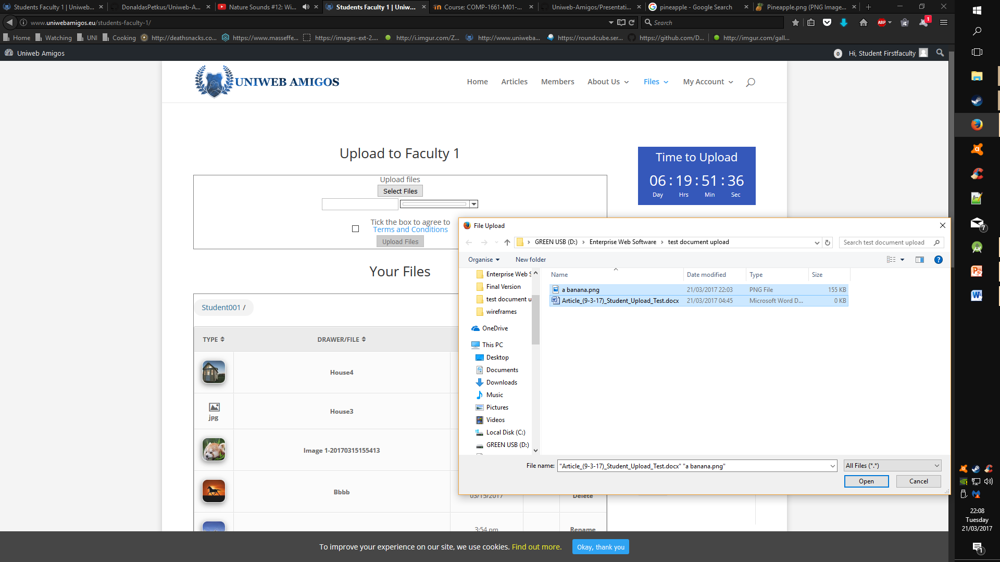 Students Faculty 1 | Uniweb...
DonaldasPetkus/Uniweb-A...
Nature Sounds #12: Wi...
Students Faculty 1 | Uniw...
Course: COMP-1661-M01-...
Uniweb-Amigos/Presentati...
pineapple - Google Search
Pineapple.png (PNG Image...
www.uniwebamigos.eu/students-faculty-1/
Search
ABP
1
Home
Watching
UNI
Cooking
http://deathsnacks.co...
https://www.masseffe...
https://images-ext-2....
http://i.imgur.com/Z...
http://www.uniweba...
https://roundcube.ser...
https://github.com/D...
http://imgur.com/gall...
Uniweb Amigos
0
Hi, Student Firstfaculty
UNIWEB AMIGOS
Home
Articles
Members
About Us
Files
My Account
Upload to Faculty 1
Upload files
Select Files
Tick the box to agree to
Terms and Conditions
Upload Files
Time to Upload
06 : 19 : 51 : 36
Day Hrs Min Sec
Your Files
Student001 /
TYPE
DRAWER/FILE
House4
jpg
House3
Image 1-20170315155413
Bbbb
03/15/2017
Delete
3:54 pm
Rename
File Upload
GREEN USB (D:) > Enterprise Web Software > test document upload
Search test document upload
Organise
New folder
Enterprise Web S
Final Version
test document u
wireframes
OneDrive
This PC
Desktop
Documents
Downloads
Music
Pictures
Videos
Local Disk (C:)
GREEN USB (D:)
Name Date modified Type Size
a banana.png 21/03/2017 22:03 PNG File 155 KB
Article_(9-3-17)_Student_Upload_Test.docx 21/03/2017 04:45 Microsoft Word D... 0 KB
File name:
"Article_(9-3-17)_Student_Upload_Test.docx" "a banana.png"
All Files (*.*)
Open
Cancel
To improve your experience on our site, we use cookies. Find out more.
Okay, thank you
7
22:08
Tuesday
21/03/2017
1